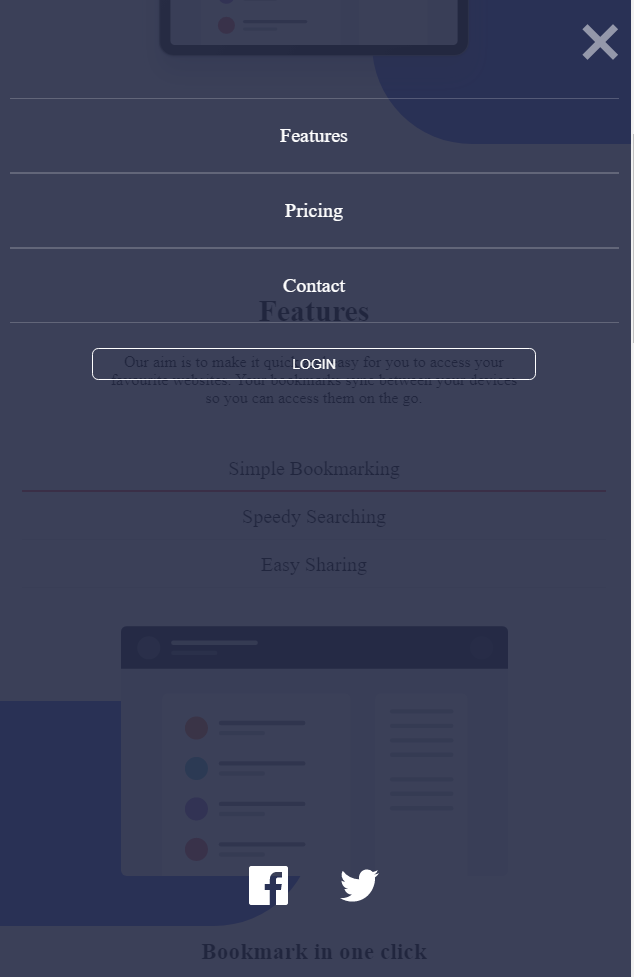 Features
Pricing
Contact
Features
LOGIN
Our aim is to make it quick and easy for you to access your
favourite websites. Your bookmarks sync between your devices
so you can access them on the go.
Simple Bookmarking
Speedy Searching
Easy Sharing
Bookmark in one click